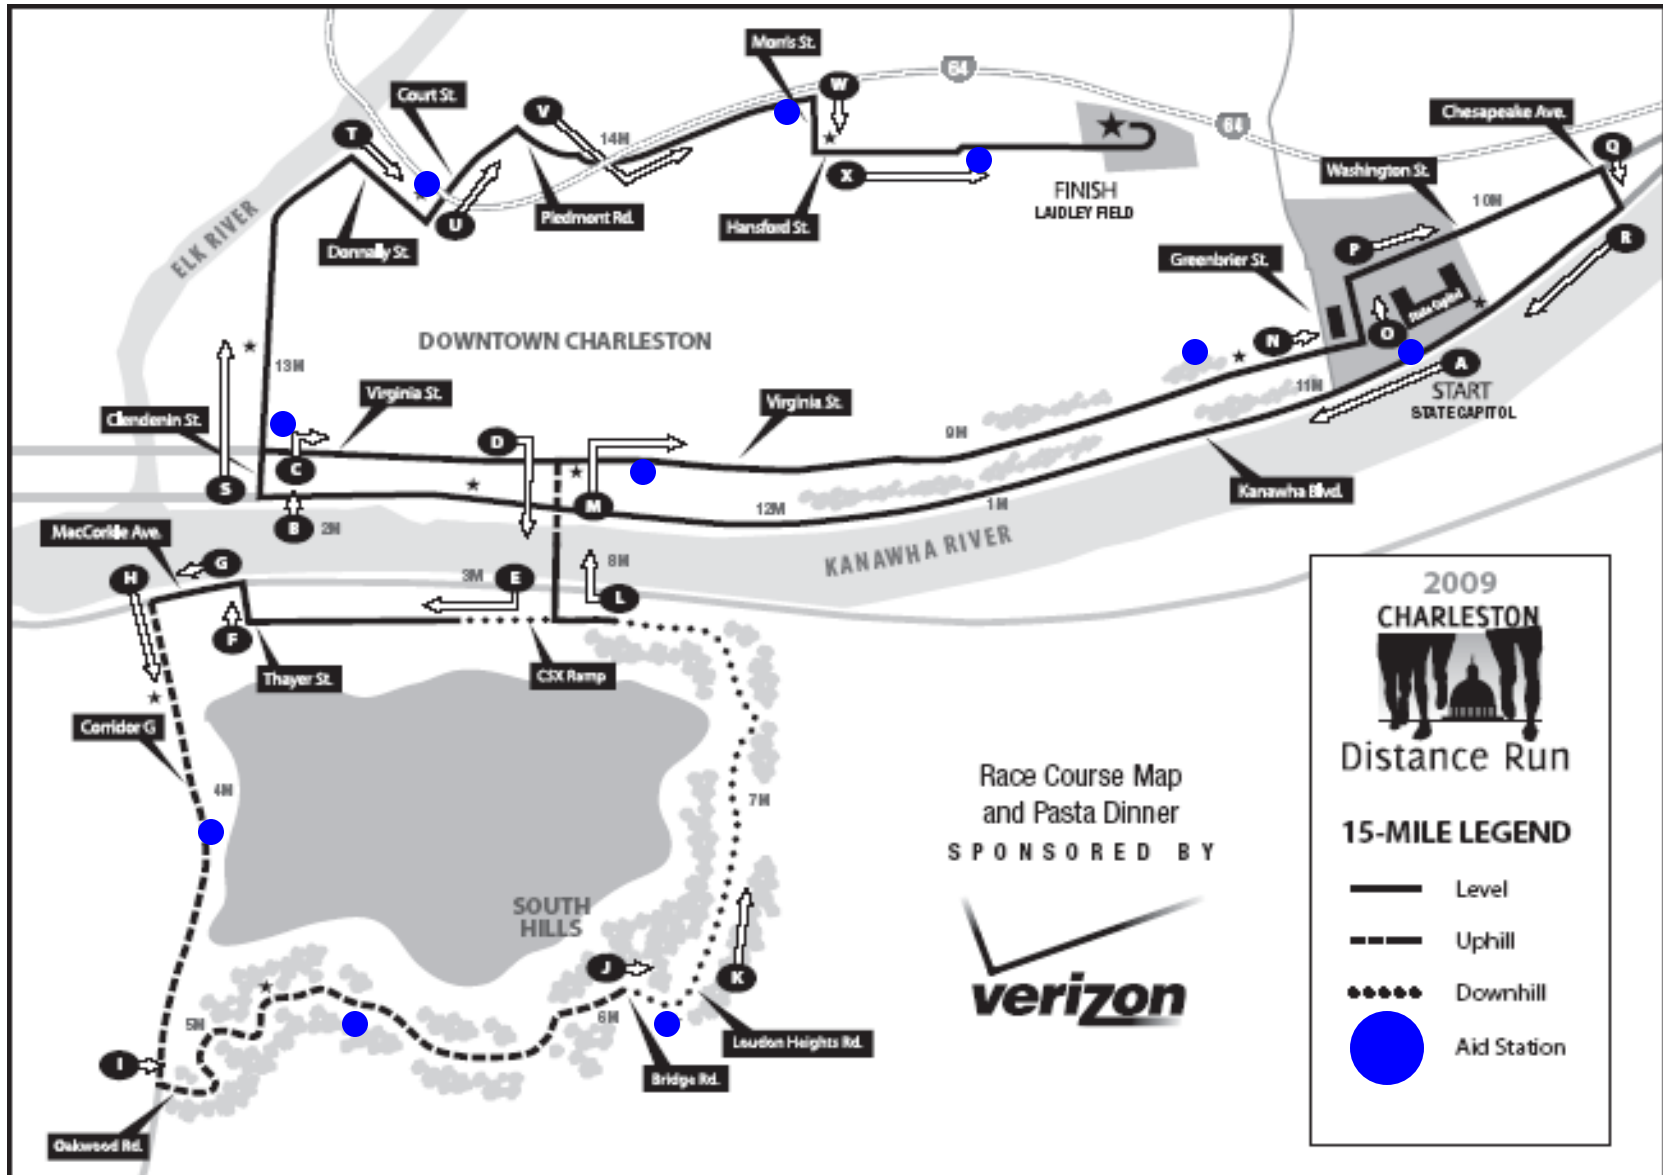 Morris St.
W
64
Court St.
V
14M
T
Chesapeake Ave.
64
Q
Washington St.
10M
X
FINISH
LAIDLEY FIELD
U
Piedmont Rd.
Hansford St.
Donnally St.
ELK RIVER
P
R
Greenbrier St.
State Capitol
O
N
DOWNTOWN CHARLESTON
13M
A
START
STATE CAPITOL
11M
Virginia St.
Virginia St.
Clendenin St.
D
9M
C
S
M
Kanawha Blvd.
12M
1M
B
2M
MacCorkle Ave.
KANAWHA RIVER
G
H
3M
E
8M
L
F
Thayer St.
CSX Ramp
Corridor G
4M
7M
SOUTH
HILLS
J
K
5M
6M
Loudon Heights Rd.
I
Bridge Rd.
Oakwood Rd.
Race Course Map
and Pasta Dinner
SPONSORED BY
verizon
2009
CHARLESTON
Distance Run
15-MILE LEGEND
Level
Uphill
Downhill
Aid Station